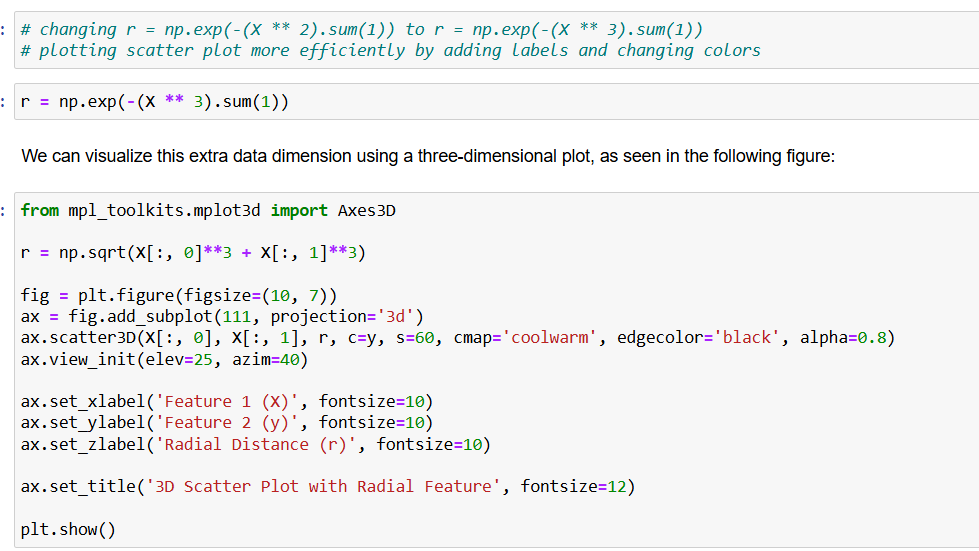 : # changing r = np.exp(-(X ** 2).sum(1)) to r = np.exp(-(X ** 3).sum(1))
# plotting scatter plot more efficiently by adding labels and changing colors
: r = np.exp(-(X ** 3).sum(1))
We can visualize this extra data dimension using a three-dimensional plot, as seen in the following figure:
: from mpl_toolkits.mplot3d import Axes3D
r = np.sqrt(X[:, 0]**3 + X[:, 1]**3)
fig = plt.figure(figsize=(10, 7))
ax = fig.add_subplot(111, projection='3d')
ax.scatter3D(X[:, 0], X[:, 1], r, c=y, s=60, cmap='coolwarm', edgecolor='black', alpha=0.8)
ax.view_init(elev=25, azim=40)
ax.set_xlabel('Feature 1 (X)', fontsize=10)
ax.set_ylabel('Feature 2 (y)', fontsize=10)
ax.set_zlabel('Radial Distance (r)', fontsize=10)
ax.set_title('3D Scatter Plot with Radial Feature', fontsize=12)
plt.show()